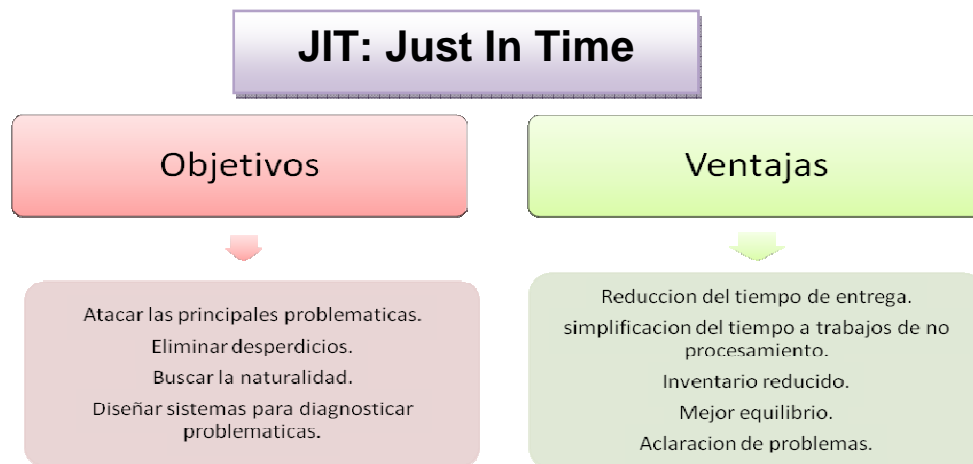 JIT: Just In Time
Objetivos
Atacar las principales problematicas.
Eliminar desperdicios.
Buscar la naturalidad.
Diseñar sistemas para diagnosticar
problematicas.
Ventajas
Reduccion del tiempo de entrega.
simplificacion del tiempo a trabajos de no
procesamiento.
Inventario reducido.
Mejor equilibrio.
Aclaracion de problemas.